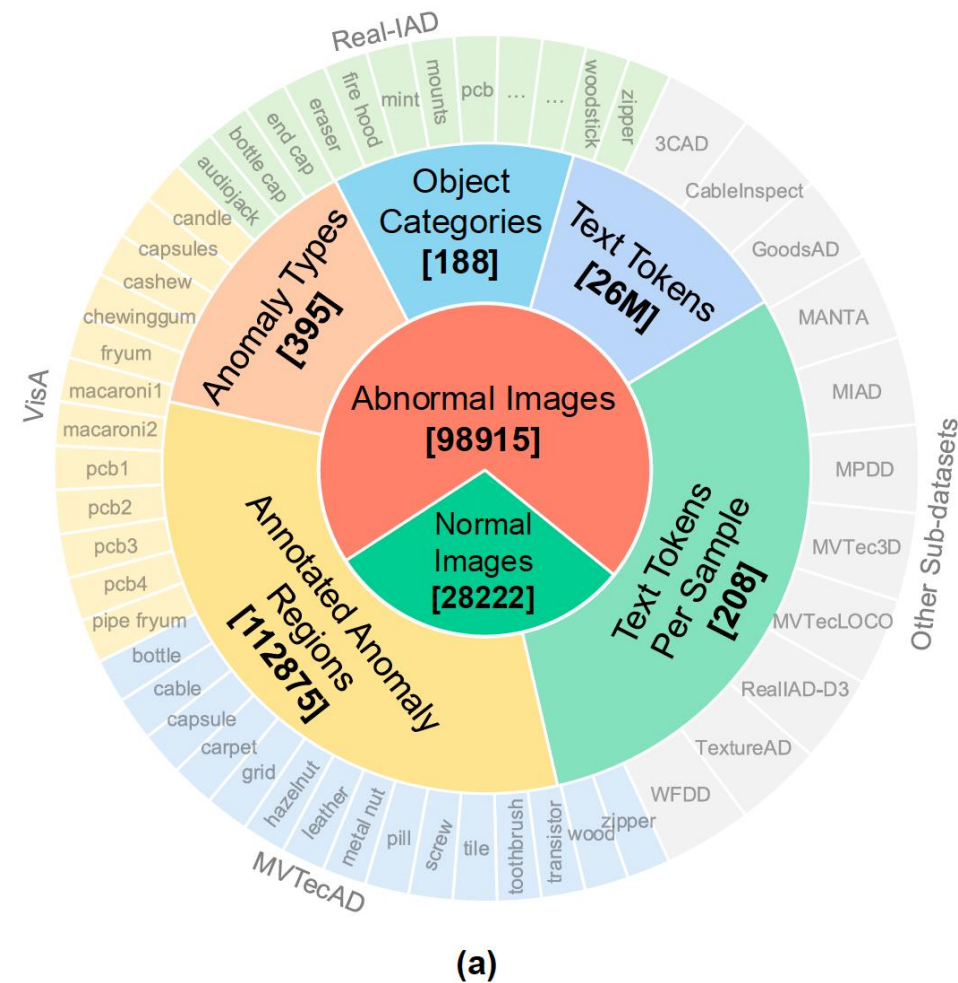 Real-IAD
audiojack
bottle cap
end cap
eraser
fire hood
mint
mounts
pcb
...
...
woodstick
zipper
3CAD
CableInspect
GoodsAD
MANTA
MIAD
MPDD
MVTec3D
MVTecLOCO
RealIAD-D3
TextureAD
WFDD
Other Sub-datasets
VisA
candle
capsules
cashew
chewinggum
fryum
macaroni1
macaroni2
pcb1
pcb2
pcb3
pcb4
pipe fryum
bottle
cable
capsule
carpet
grid
hazelnut
leather
metal nut
pill
screw
tile
toothbrush
transistor
wood
zipper
MVTecAD
Object
Categories
[188]
Text Tokens
[26M]
Anomaly Types
[395]
Text Tokens
Per Sample
[208]
Annotated Anomaly
Regions
[112875]
Abnormal Images
[98915]
Normal
Images
[28222]
(a)